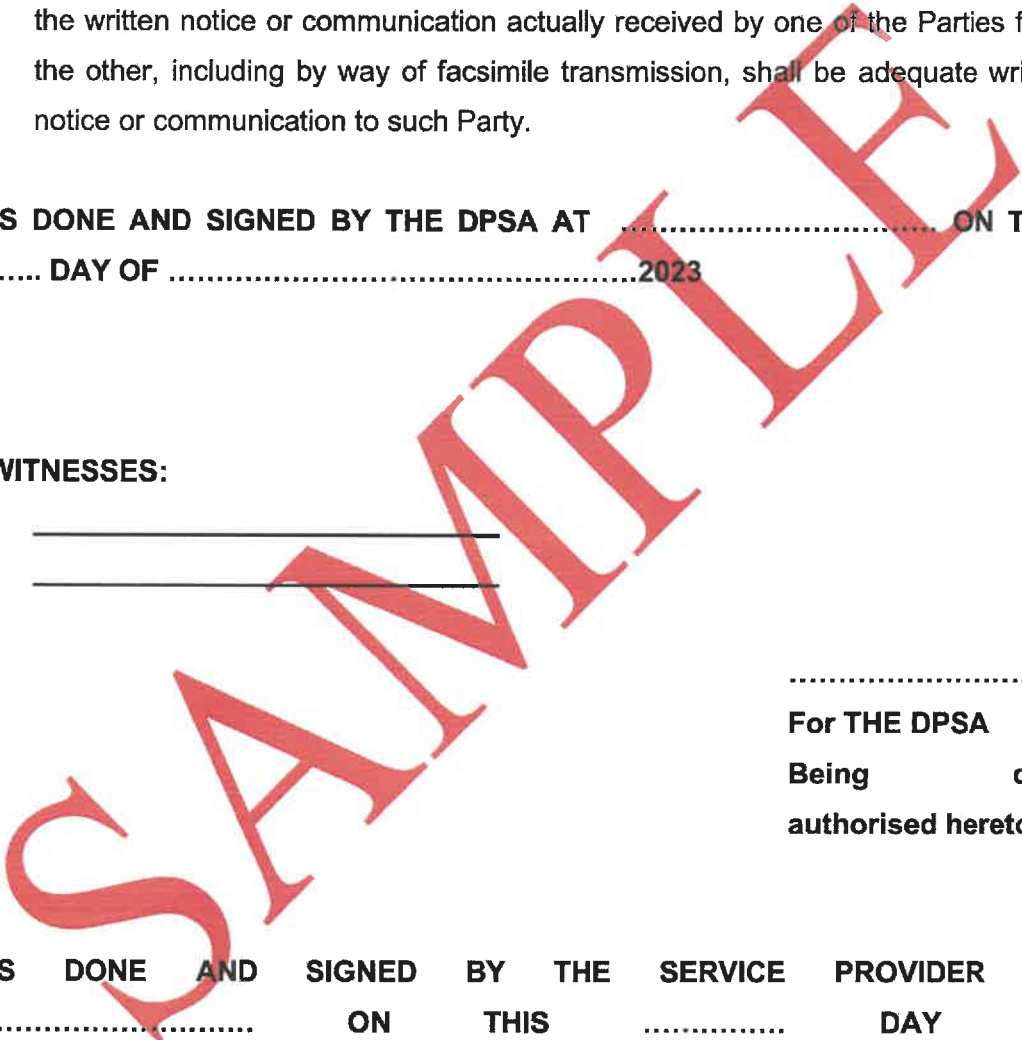 the written notice or communication actually received by one of the Parties f
the other, including by way of facsimile transmission, shall be adequate wri
notice or communication to such Party.
S DONE AND SIGNED BY THE DPSA AT ................................ ON T
..... DAY OF ................................................2023
WITNESSES:
........................
For THE DPSA
Being
authorised hereto
S DONE AND SIGNED BY THE SERVICE PROVIDER
.......................... ON THIS .............. DAY
SAMPLE